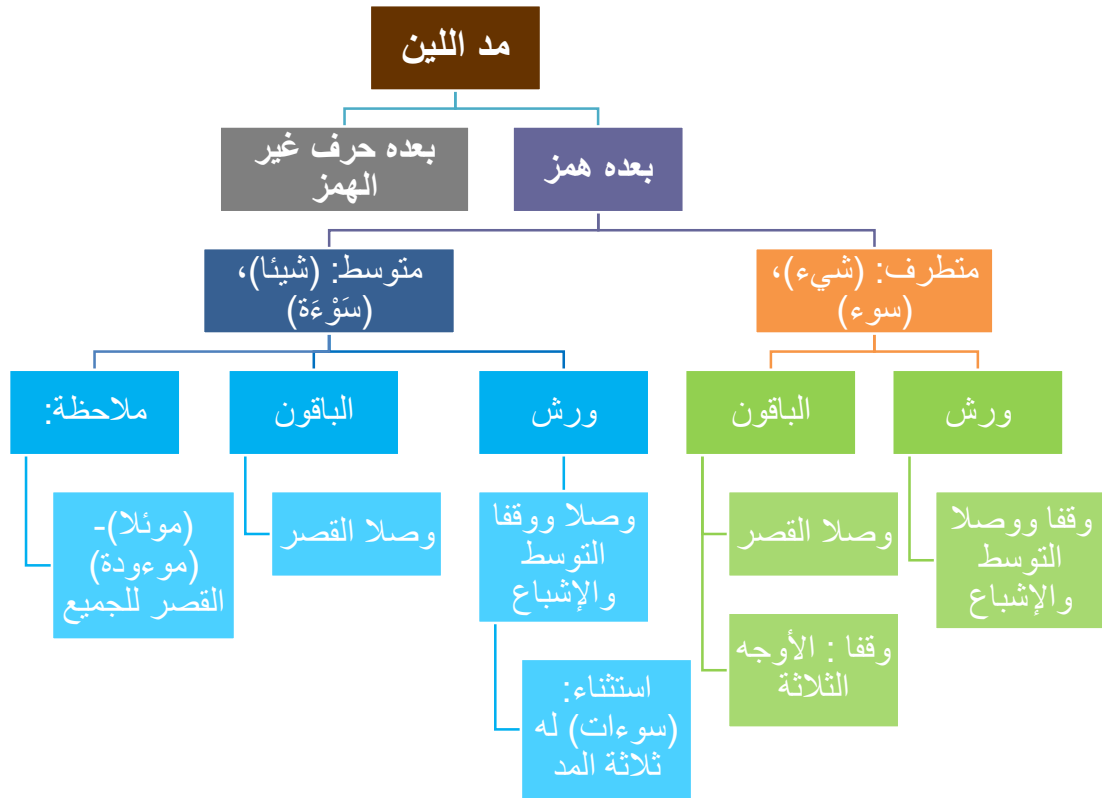 مد اللين
بعده همز
بعده حرف غير
الهمز
متطرف: (شيء)،
(سوء)
متوسط: (شيئا)،
(سَوْءَة)
ورش
الباقون
ورش
الباقون
ملاحظة:
وقفا ووصلا
التوسط
والإشباع
وصلا القصر
وقفا : الأوجه
الثلاثة
وصلا ووقفا
التوسط
والإشباع
استثناء:
(سوءات) له
ثلاثة المد
وصلا القصر
(موئلا)-
(موءودة)
القصر للجميع